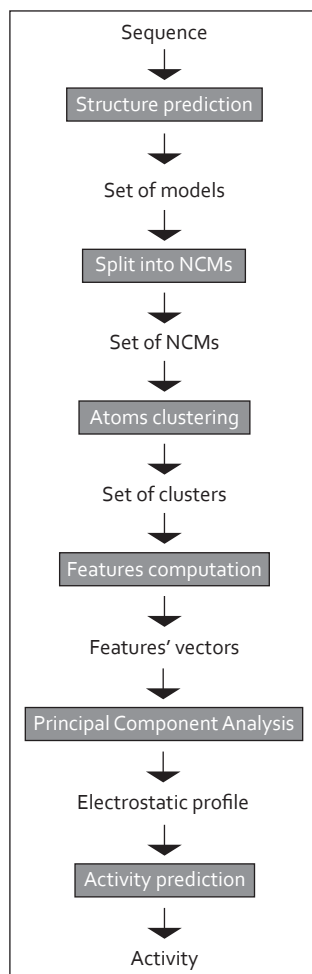 Sequence
Structure prediction
Set of models
Split into NCMs
Set of NCMs
Atoms clustering
Set of clusters
Features computation
Features’ vectors
Principal Component Analysis
Electrostatic profile
Activity prediction
Activity